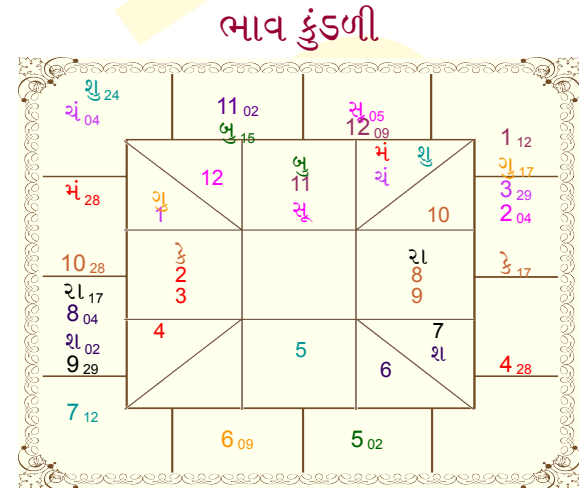 ભાવ કુંડળી
શુ 24
ચં 04
11 02
બુ 15
સૂ 05
12 09
1 12
ગુ 17
3 29
2 04
મં 28
12
ગુ
1
બુ
11
સૂ
મં શુ
ચં
10
10 28
રા 17
8 04
શ 02
9 29
કે
2
3
રા
8
9
કે 17
4
5
7
શ
6
4 28
7 12
6 09
5 02